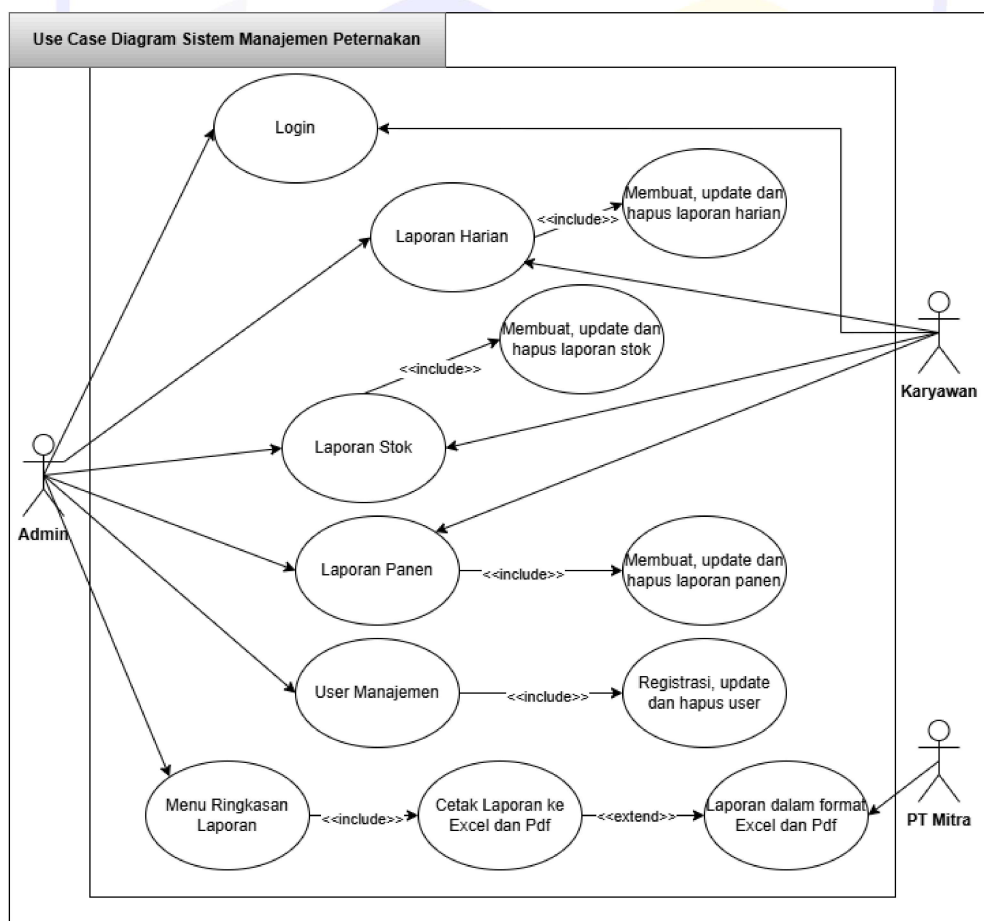 Use Case Diagram Sistem Manajemen Peternakan
Login
Membuat, update dan
hapus laporan harian
<<include>>
Laporan Harian
Membuat, update dan
hapus laporan stok
<<include>>
Karyawan
Laporan Stok
Admin
Laporan Panen
<<include>>
Membuat, update dan
hapus laporan panen
User Manajemen
<<include>>
Registrasi, update
dan hapus user
Menu Ringkasan
Laporan
<<include>>
Cetak Laporan ke
Excel dan Pdf
<<extend>>
Laporan dalam format
Excel dan Pdf
PT Mitra